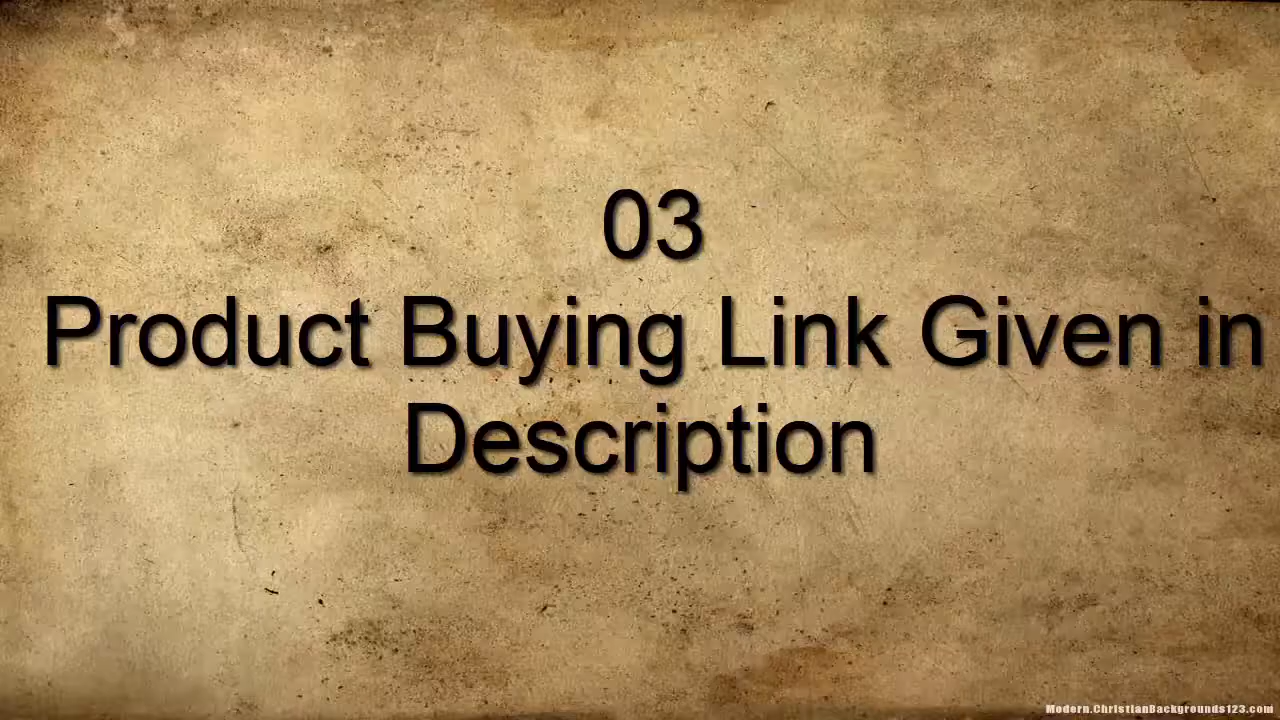 03
Product Buying Link Given in
Description
Modern.ChristianBackgrounds123.com